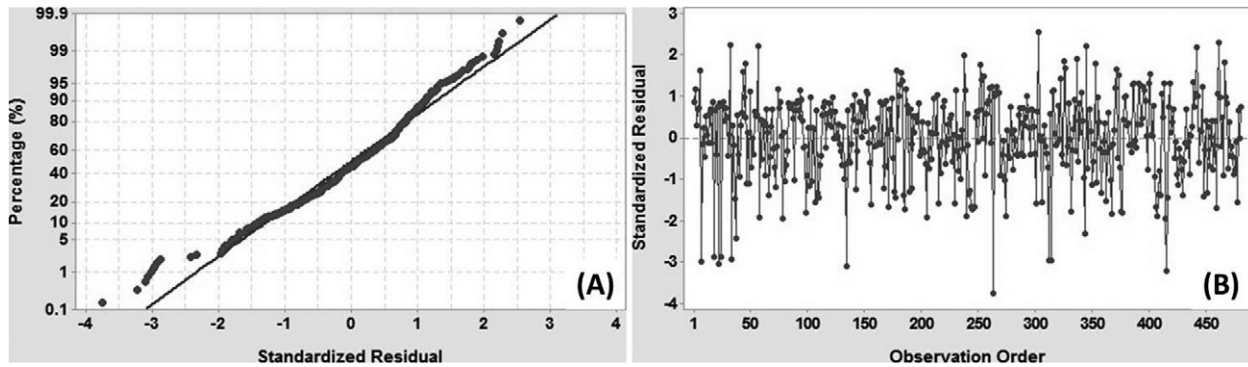 99.9
99
95
90
80
60
40
20
10
5
1
0.1
Percentage (%)
-4 -3 -2 -1 0 1 2 3 4
Standardized Residual
(A)
3
2
1
0
-1
-2
-3
-4
Standardized Residual
1 50 100 150 200 250 300 350 400 450
Observation Order
(B)